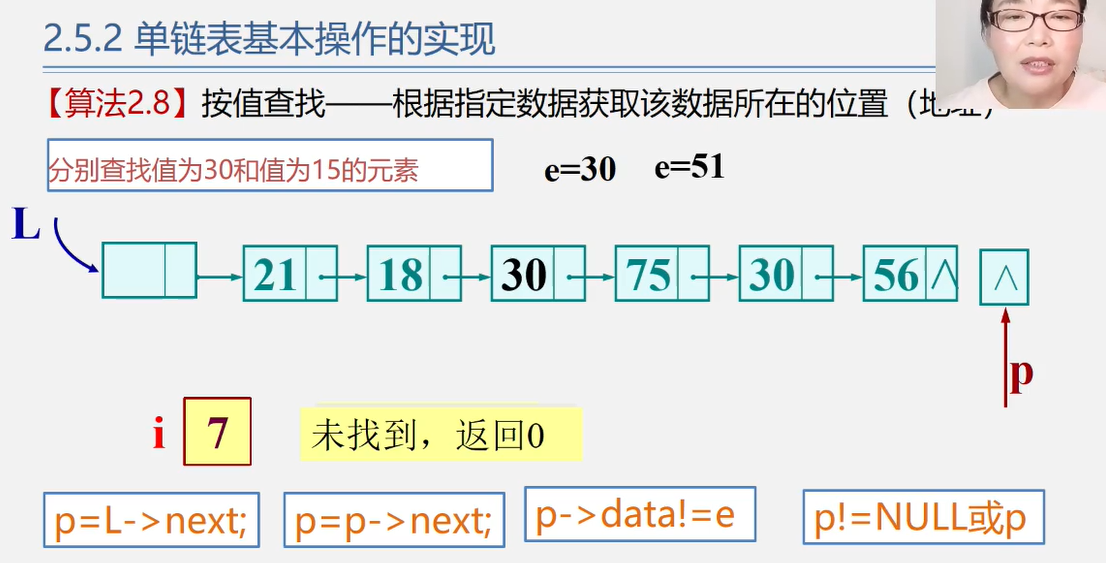 2.5.2 单链表基本操作的实现
【算法2.8】按值查找——根据指定数据获取该数据所在的位置（地址）
分别查找值为30和值为15的元素
e=30 e=51
L
21 18 30 75 30 56 ∧ ∧
p
i 7 未找到，返回0
p=L->next; p=p->next; p->data!=e p!=NULL或p